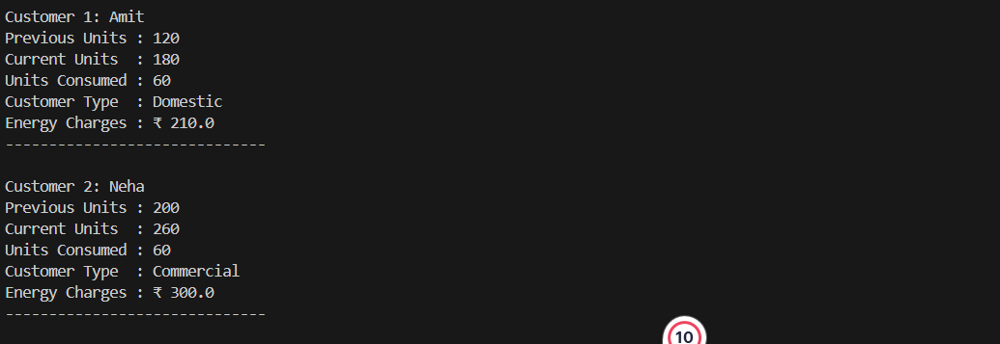 Customer 1: Amit
Previous Units : 120
Current Units  : 180
Units Consumed : 60
Customer Type  : Domestic
Energy Charges : ₹ 210.0
------------------------------
Customer 2: Neha
Previous Units : 200
Current Units  : 260
Units Consumed : 60
Customer Type  : Commercial
Energy Charges : ₹ 300.0
------------------------------
10